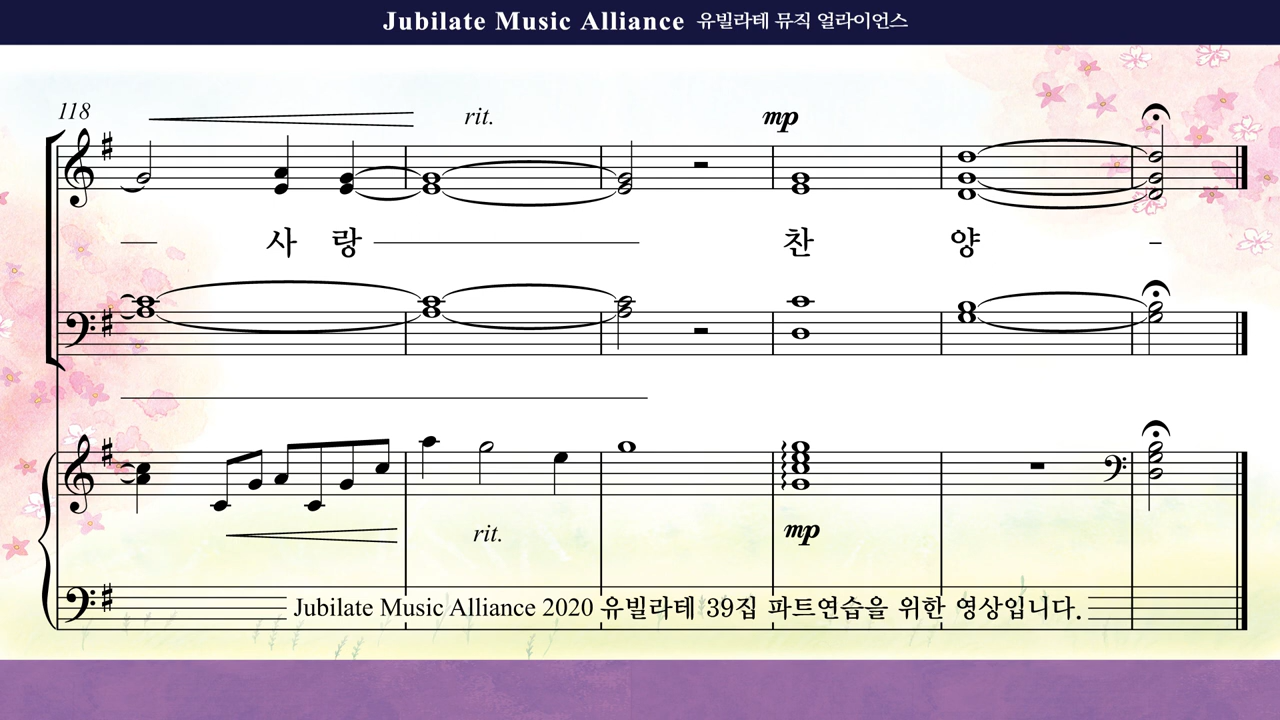 Jubilate Music Alliance 유빌라테 뮤직 얼라이언스
118
rit.
mp
사 랑 찬 양
rit.
mp
Jubilate Music Alliance 2020 유빌라테 39집 파트연습을 위한 영상입니다.